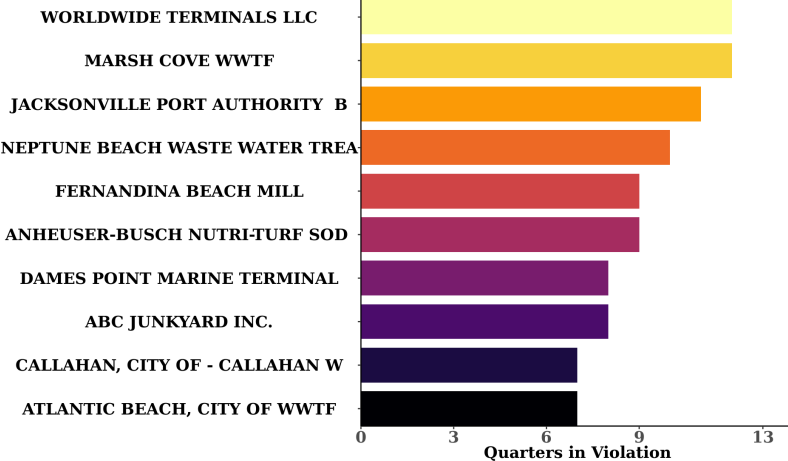 WORLDWIDE TERMINALS LLC
MARSH COVE WWTF
JACKSONVILLE PORT AUTHORITY  B
NEPTUNE BEACH WASTE WATER TREA
FERNANDINA BEACH MILL
ANHEUSER-BUSCH NUTRI-TURF SOD
DAMES POINT MARINE TERMINAL
ABC JUNKYARD INC.
CALLAHAN, CITY OF - CALLAHAN W
ATLANTIC BEACH, CITY OF WWTF
0 3 6 9 13
Quarters in Violation